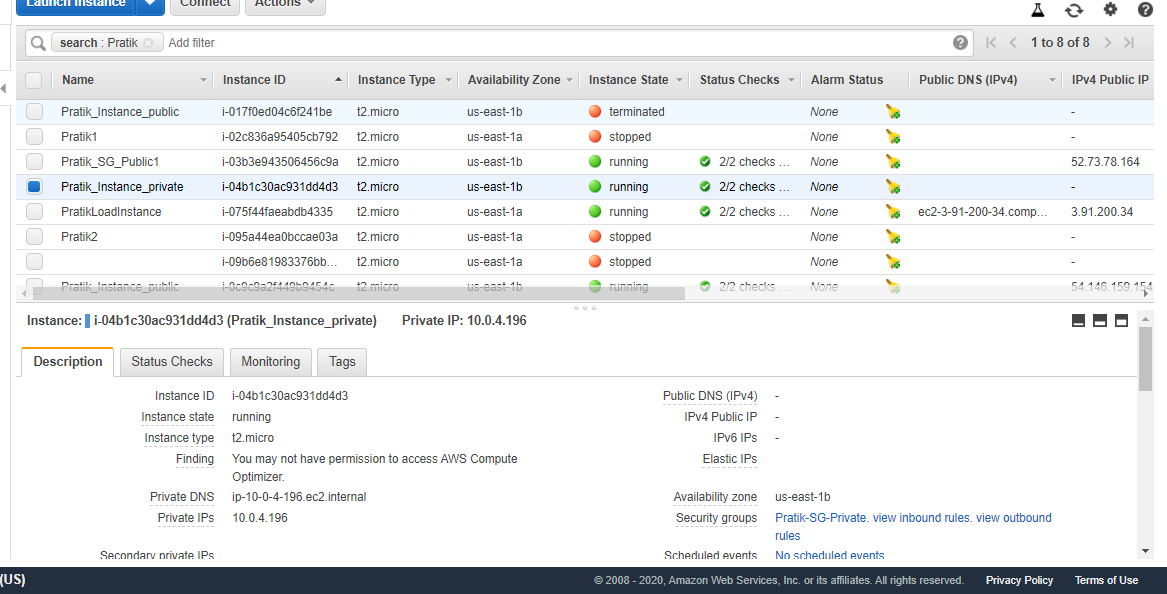 Launch Instance Connect Actions
search : Pratik Add filter 1 to 8 of 8
Name Instance ID Instance Type Availability Zone Instance State Status Checks Alarm Status Public DNS (IPv4) IPv4 Public IP
Pratik_Instance_public i-017f0ed04c6f241be t2.micro us-east-1b terminated None -
Pratik1 i-02c836a95405cb792 t2.micro us-east-1a stopped None -
Pratik_SG_Public1 i-03b3e943506456c9a t2.micro us-east-1b running 2/2 checks ... None 52.73.78.164
Pratik_Instance_private i-04b1c30ac931dd4d3 t2.micro us-east-1b running 2/2 checks ... None -
PratikLoadInstance i-075f44faeabdb4335 t2.micro us-east-1a running 2/2 checks ... None ec2-3-91-200-34.comp... 3.91.200.34
Pratik2 i-095a44ea0bccae03a t2.micro us-east-1a stopped None -
i-09b6e81983376bb... t2.micro us-east-1a stopped None -
Pratik_Instance_public i-0c9c9a2f449b9454c t2.micro us-east-1b running 2/2 checks ... None 54.146.159.154
Instance: i-04b1c30ac931dd4d3 (Pratik_Instance_private) Private IP: 10.0.4.196
Description Status Checks Monitoring Tags
Instance ID i-04b1c30ac931dd4d3 Public DNS (IPv4) -
Instance state running IPv4 Public IP -
Instance type t2.micro IPv6 IPs -
Finding You may not have permission to access AWS Compute Elastic IPs
Optimizer.
Private DNS ip-10-0-4-196.ec2.internal Availability zone us-east-1b
Private IPs 10.0.4.196 Security groups Pratik-SG-Private. view inbound rules. view outbound
rules
Secondary private IPs Scheduled events No scheduled events
(US) © 2008 - 2020, Amazon Web Services, Inc. or its affiliates. All rights reserved. Privacy Policy Terms of Use